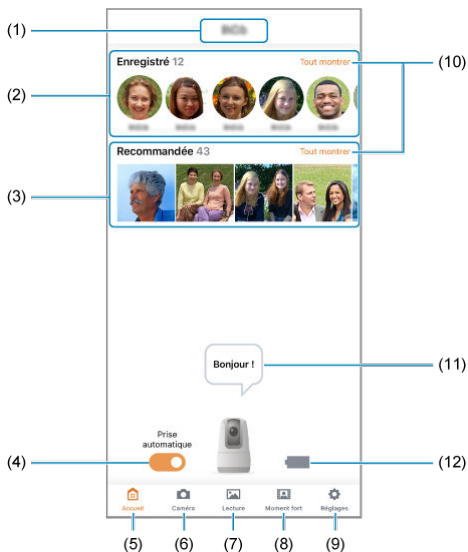 (1)
Enregistré 12 Tout montrer (10)
(2)
Recommandée 43 Tout montrer
(3)
Bonjour ! (11)
Prise
automatique
(4) (12)
Accueil Caméra Lecture Moment fort Réglages
(5) (6) (7) (8) (9)